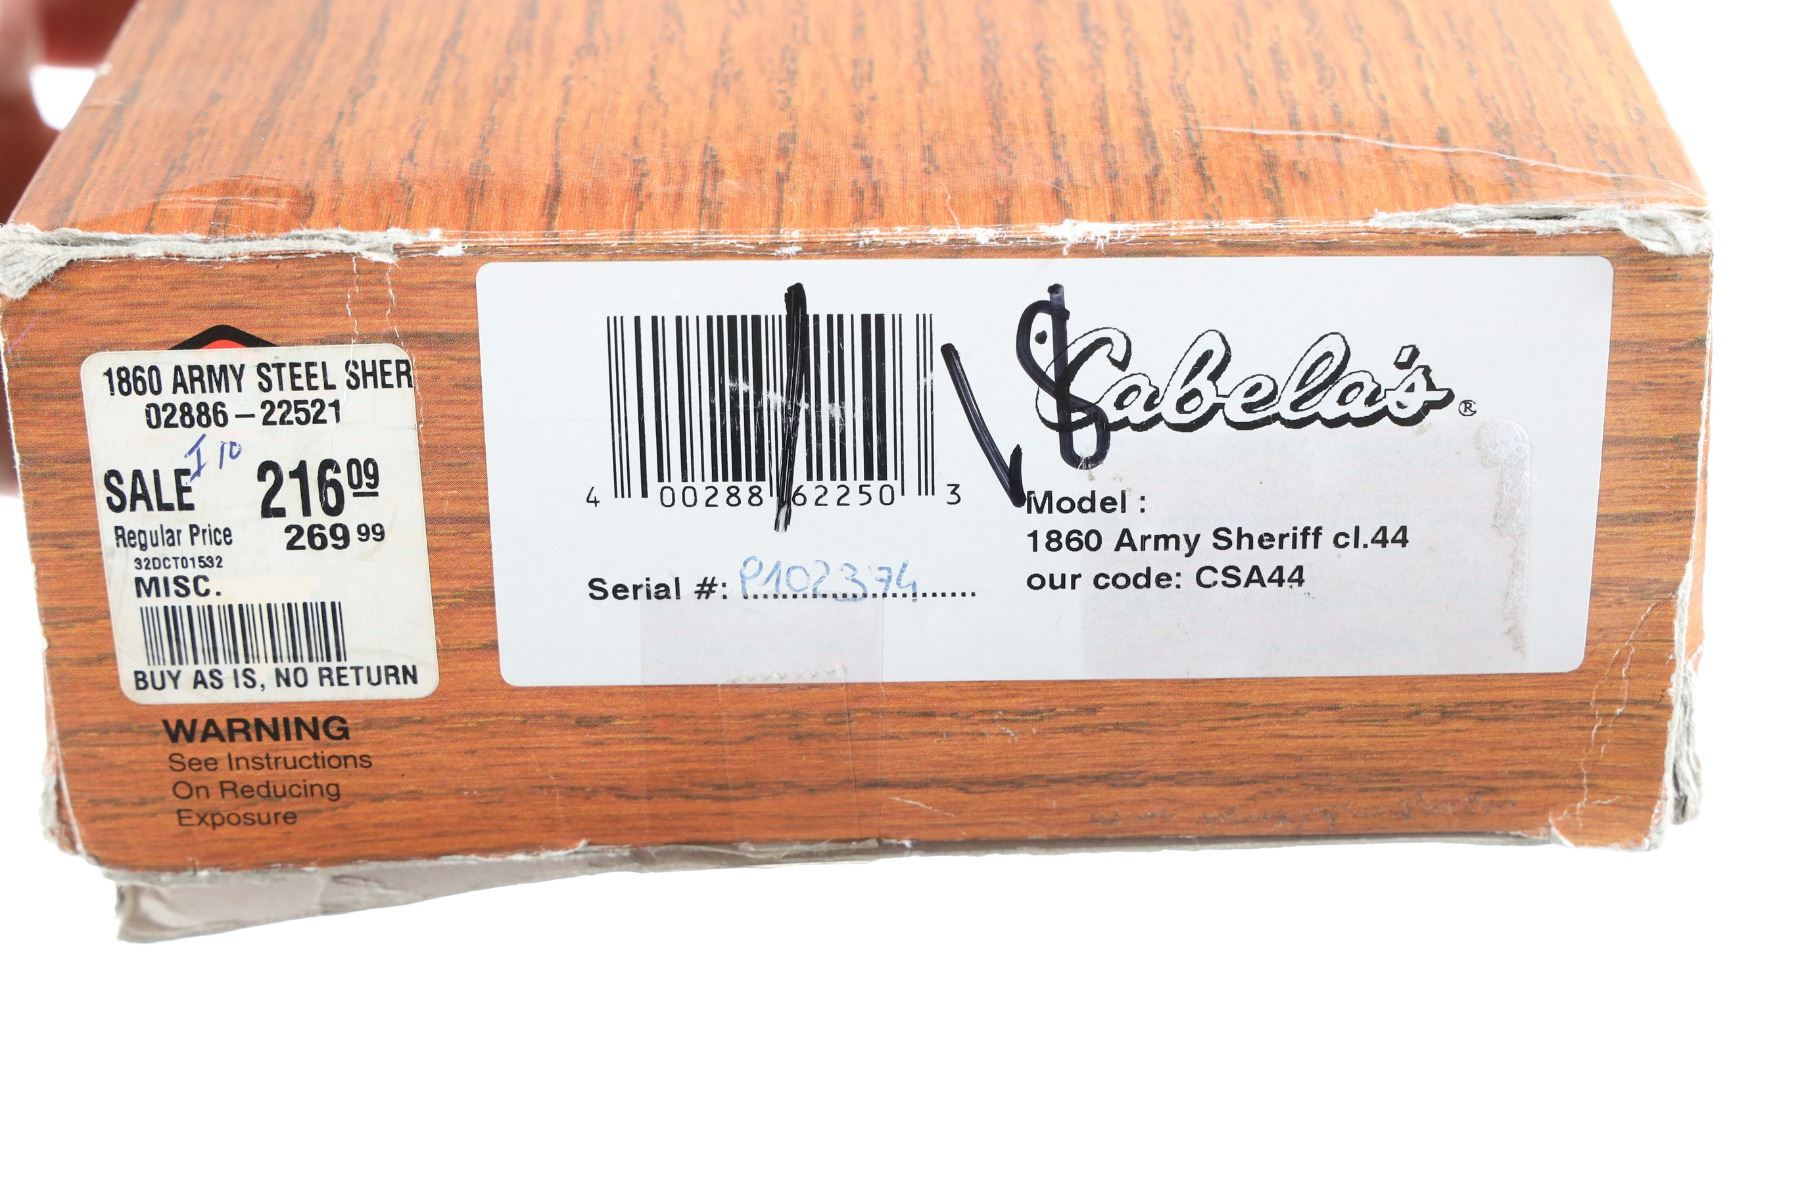 1860 ARMY STEEL SHER
02886-22521
I 10
SALE 216.09
Regular Price 269.99
32DCT01532
MISC.
BUY AS IS, NO RETURN
WARNING
See Instructions
On Reducing
Exposure
4 00288 62250 3
Serial #: P102374
Cabela's®
Model :
1860 Army Sheriff cl.44
our code: CSA44